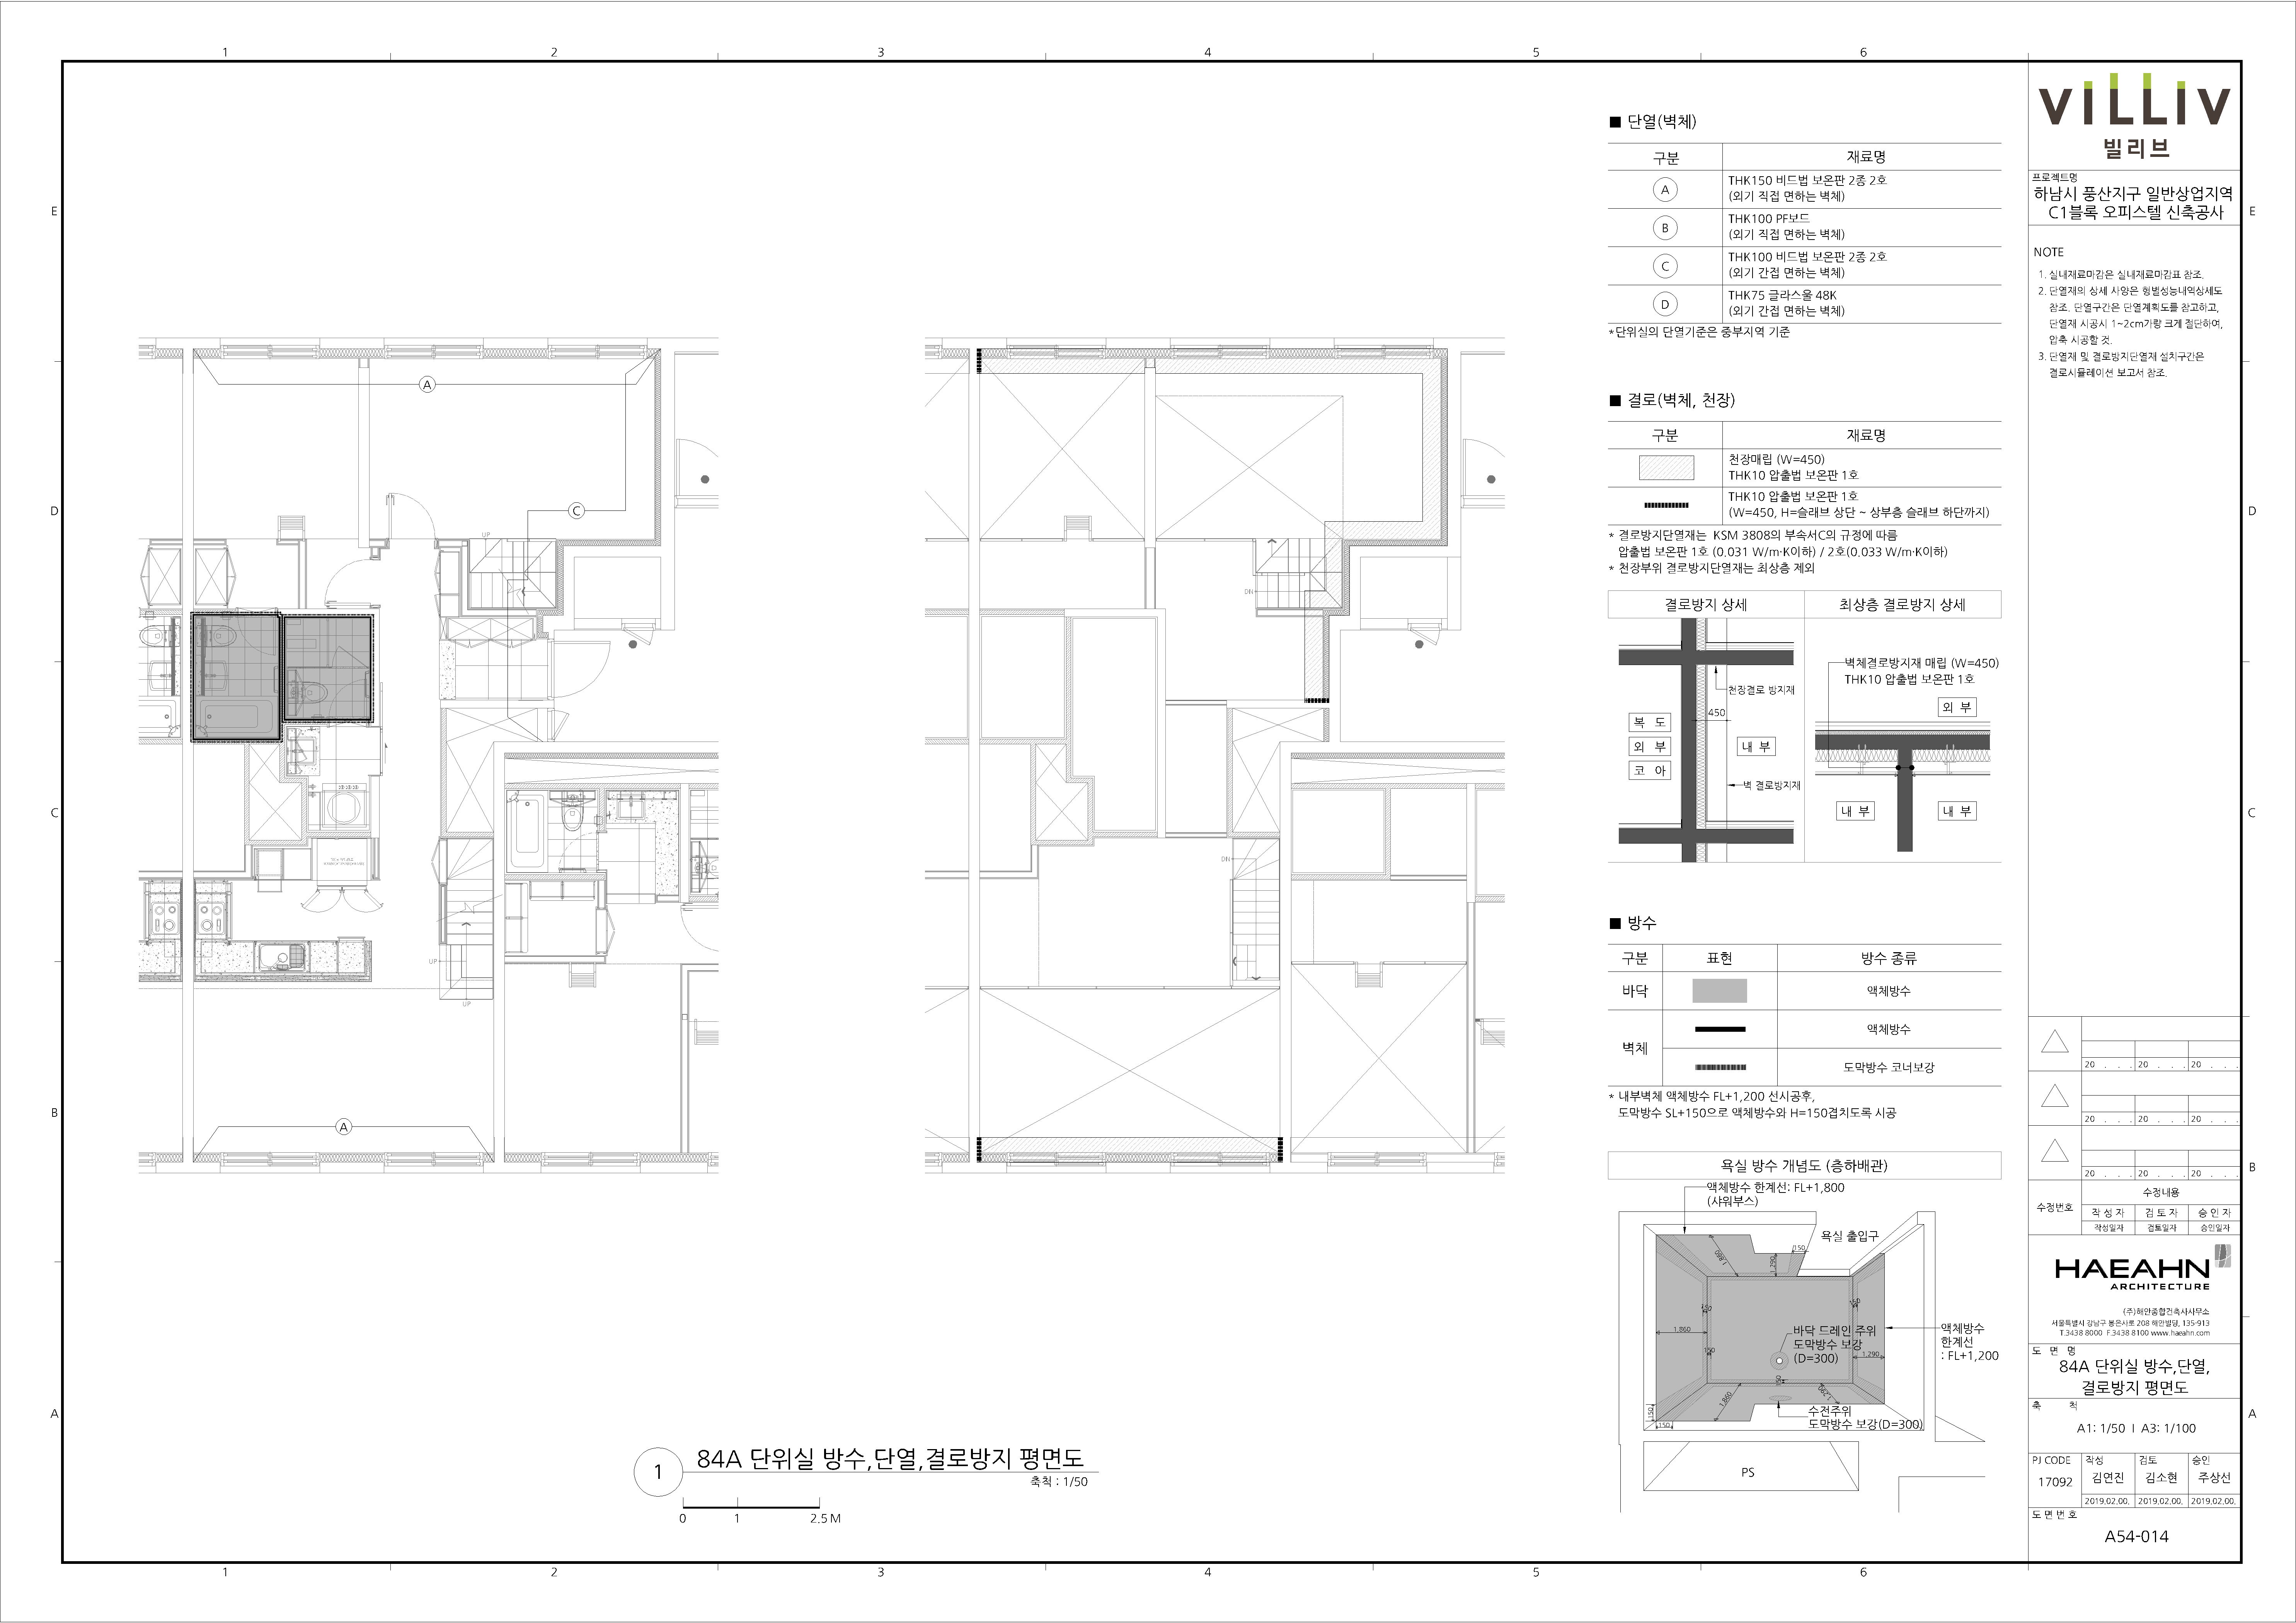 1
2
3
4
5
6
E
D
C
B
A
E
D
C
B
A
A
C
UP
UP
UP
A
DN
DN
1
84A 단위실 방수,단열,결로방지 평면도
축척 : 1/50
0
1
2.5 M
■ 단열(벽체)
구분
재료명
A
THK150 비드법 보온판 2종 2호
(외기 직접 면하는 벽체)
B
THK100 PF보드
(외기 직접 면하는 벽체)
C
THK100 비드법 보온판 2종 2호
(외기 간접 면하는 벽체)
D
THK75 글라스울 48K
(외기 간접 면하는 벽체)
*단위실의 단열기준은 중부지역 기준
■ 결로(벽체, 천장)
구분
재료명
천장매립 (W=450)
THK10 압출법 보온판 1호
THK10 압출법 보온판 1호
(W=450, H=슬래브 상단 ~ 상부층 슬래브 하단까지)
* 결로방지단열재는 KSM 3808의 부속서C의 규정에 따름
압출법 보온판 1호 (0.031 W/m·K이하) / 2호(0.033 W/m·K이하)
* 천장부위 결로방지단열재는 최상층 제외
결로방지 상세
최상층 결로방지 상세
천장결로 방지재
450
복 도
외 부
코 아
내 부
벽 결로방지재
벽체결로방지재 매립 (W=450)
THK10 압출법 보온판 1호
외 부
내 부
내 부
■ 방수
구분
표현
방수 종류
바닥
액체방수
벽체
액체방수
도막방수 코너보강
* 내부벽체 액체방수 FL+1,200 선시공후,
도막방수 SL+150으로 액체방수와 H=150겹치도록 시공
욕실 방수 개념도 (층하배관)
액체방수 한계선: FL+1,800
(샤워부스)
욕실 출입구
1,860
1,290
150
150
150
1,860
150
바닥 드레인 주위
도막방수 보강
(D=300)
1,290
액체방수
한계선
: FL+1,200
150
1,860
1,290
150
150
수전주위
도막방수 보강(D=300)
PS
VILLIV
빌리브
프로젝트명
하남시 풍산지구 일반상업지역
C1블록 오피스텔 신축공사
NOTE
1. 실내재료마감은 실내재료마감표 참조.
2. 단열재의 상세 사양은 형별성능내역상세도
참조. 단열구간은 단열계획도를 참고하고,
단열재 시공시 1~2cm가량 크게 절단하여,
압축 시공할 것.
3. 단열재 및 결로방지단열재 설치구간은
결로시뮬레이션 보고서 참조.
20 . . .
20 . . .
20 . . .
20 . . .
20 . . .
20 . . .
20 . . .
20 . . .
20 . . .
수정번호
수정내용
작 성 자
검 토 자
승 인 자
작성일자
검토일자
승인일자
HAEAHN
ARCHITECTURE
(주)해안종합건축사사무소
서울특별시 강남구 봉은사로 208 해안빌딩, 135-913
T.3438 8000 F.3438 8100 www.haeahn.com
도 면 명
84A 단위실 방수,단열,
결로방지 평면도
축 척
A1: 1/50 I A3: 1/100
PJ CODE
작성
검토
승인
17092
김연진
김소현
주상선
2019.02.00.
2019.02.00.
2019.02.00.
도 면 번 호
A54-014
1
2
3
4
5
6